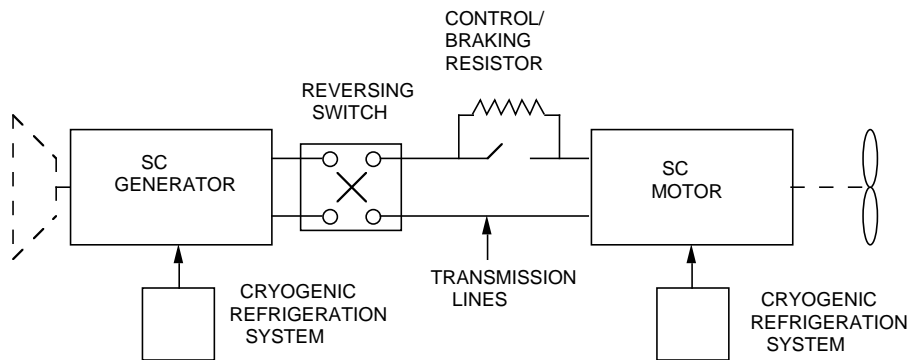 CONTROL/
BRAKING
RESISTOR
REVERSING
SWITCH
SC
GENERATOR
SC
MOTOR
TRANSMISSION
LINES
CRYOGENIC
REFRIGERATION
SYSTEM
CRYOGENIC
REFRIGERATION
SYSTEM